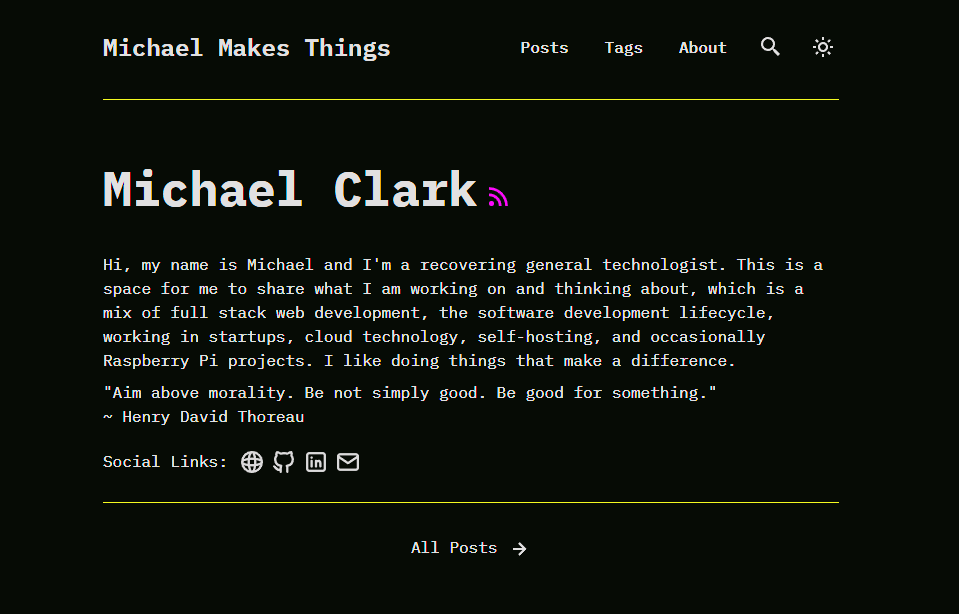 Michael Makes Things
Posts
Tags
About
Michael Clark
Hi, my name is Michael and I'm a recovering general technologist. This is a
space for me to share what I am working on and thinking about, which is a
mix of full stack web development, the software development lifecycle,
working in startups, cloud technology, self-hosting, and occasionally
Raspberry Pi projects. I like doing things that make a difference.
"Aim above morality. Be not simply good. Be good for something."
~ Henry David Thoreau
Social Links:
All Posts